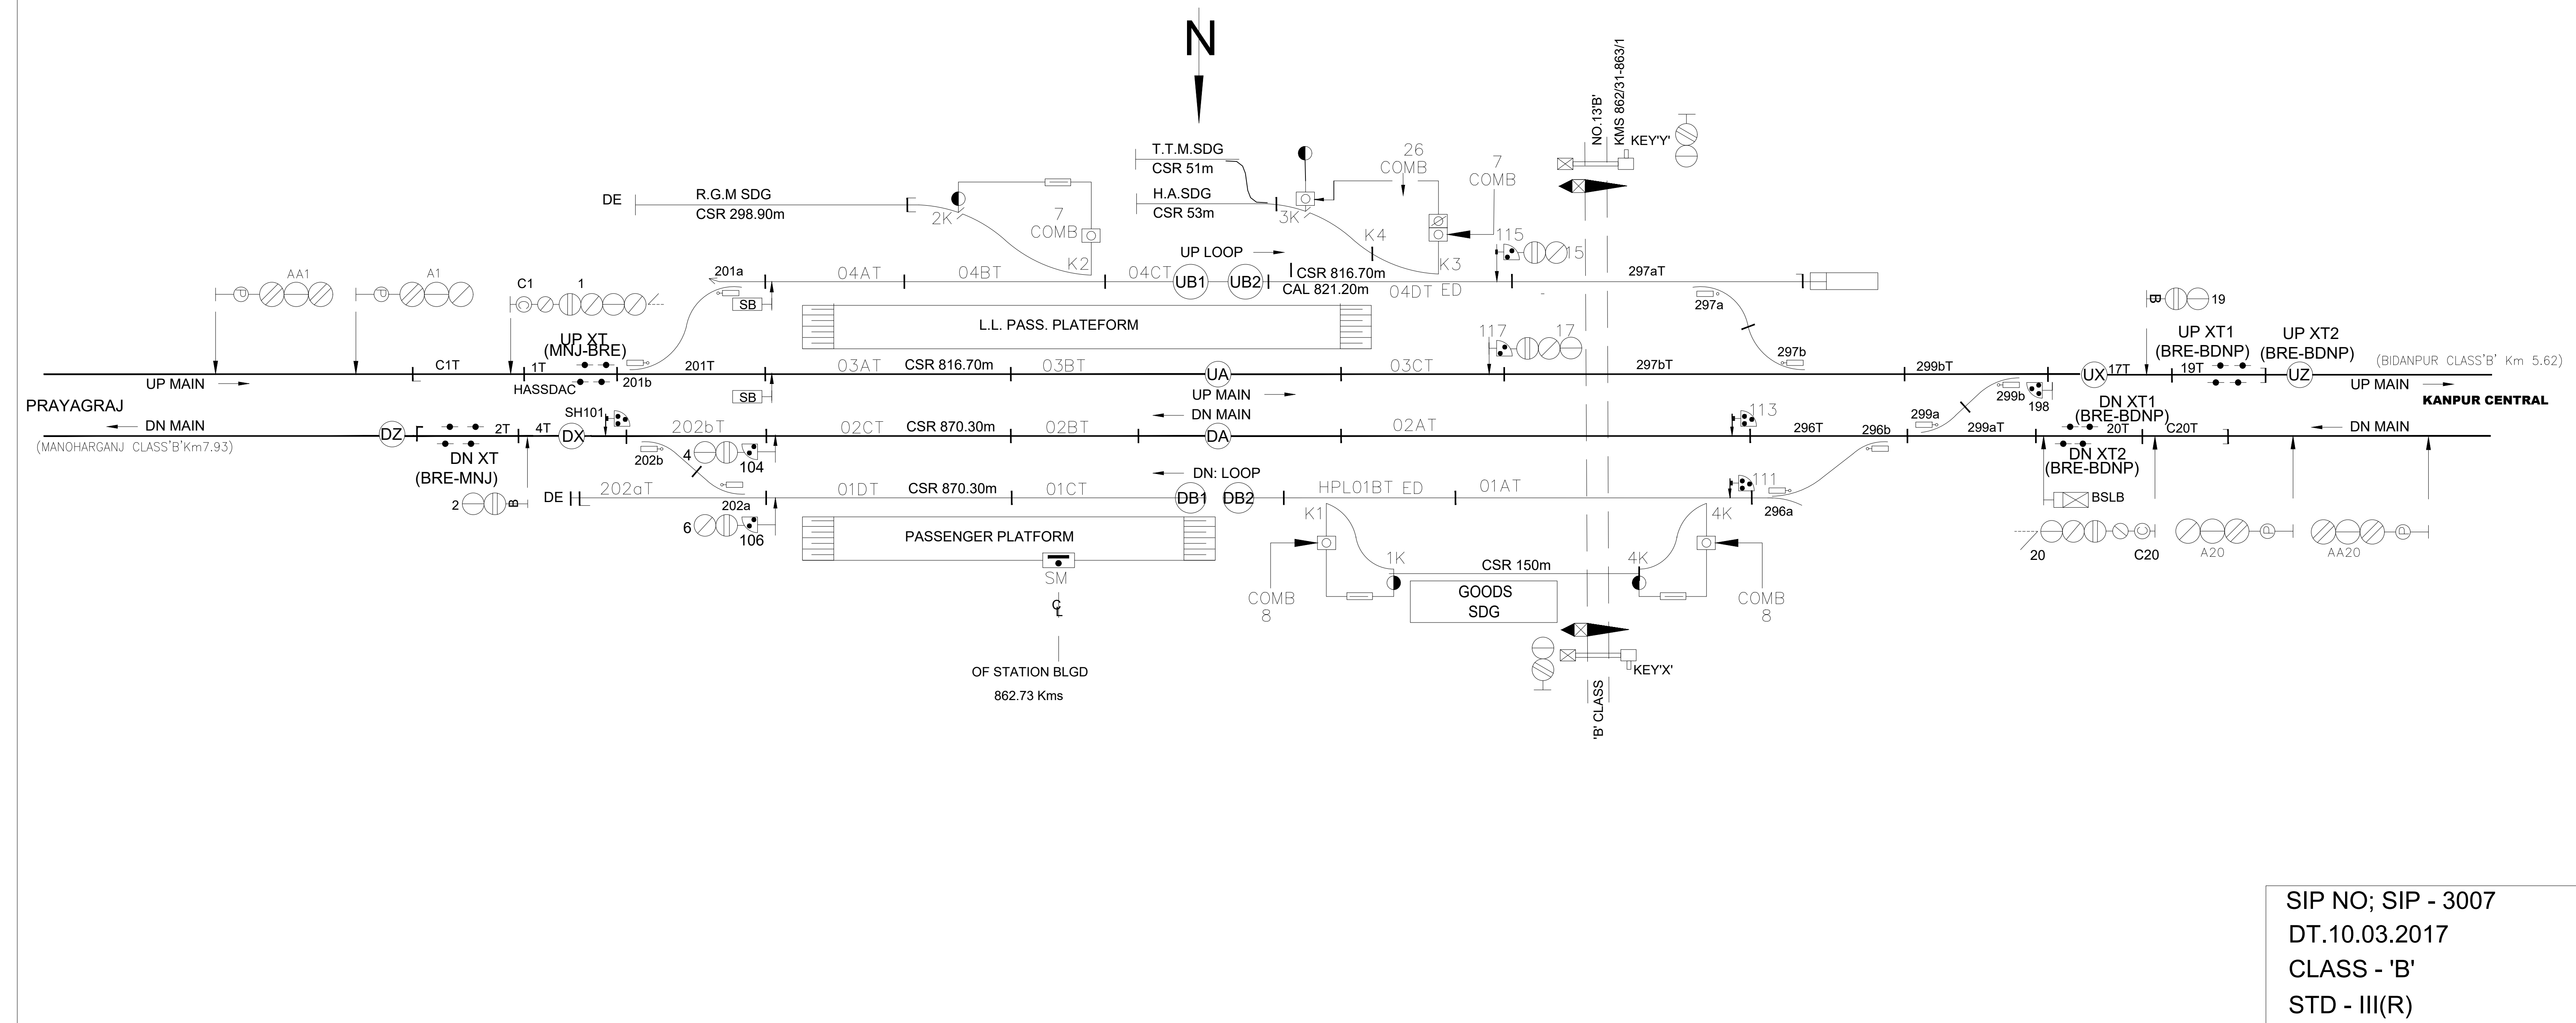 N
NO.13'B'
KMS 862/31-863/1
KEY'Y'
T.T.M.SDG
CSR 51m
H.A.SDG
CSR 53m
3K
26
COMB
7
COMB
DE
R.G.M SDG
CSR 298.90m
2K
7
COMB
K2
K4
K3
115
15
UP LOOP
AA1
A1
C1
1
201a
04AT
04BT
04CT
UB1
UB2
CSR 816.70m
CAL 821.20m
04DT ED
297aT
297a
SB
L.L. PASS. PLATEFORM
117
17
P
P
C
B
19
UP XT
(MNJ-BRE)
UP XT1
(BRE-BDNP)
UP XT2
(BRE-BDNP)
297b
C1T
1T
HASSDAC
201b
201T
03AT
CSR 816.70m
03BT
UA
03CT
297bT
299bT
UX
17T
19T
UZ
(BIDANPUR CLASS'B' Km 5.62)
UP MAIN
SB
UP MAIN
299b
198
UP MAIN
PRAYAGRAJ
KANPUR CENTRAL
DN MAIN
(MANOHARGANJ CLASS'B'Km7.93)
DZ
2T
4T
DX
SH101
202bT
02CT
CSR 870.30m
02BT
DN MAIN
DA
02AT
113
296T
296b
299a
299aT
DN XT1
(BRE-BDNP)
20T
C20T
DN MAIN
DN XT
(BRE-MNJ)
202b
4
104
DN XT2
(BRE-BDNP)
DN: LOOP
2
B
DE
202aT
202a
01DT
CSR 870.30m
01CT
DB1
DB2
HPL01BT ED
01AT
111
296a
BSLB
6
106
PASSENGER PLATFORM
SM
K1
4K
1K
4K
CSR 150m
GOODS
SDG
COMB
8
COMB
8
C
P
P
20
C20
A20
AA20
CL
OF STATION BLGD
862.73 Kms
KEY'X'
'B' CLASS
SIP NO; SIP - 3007
DT.10.03.2017
CLASS - 'B'
STD - III(R)